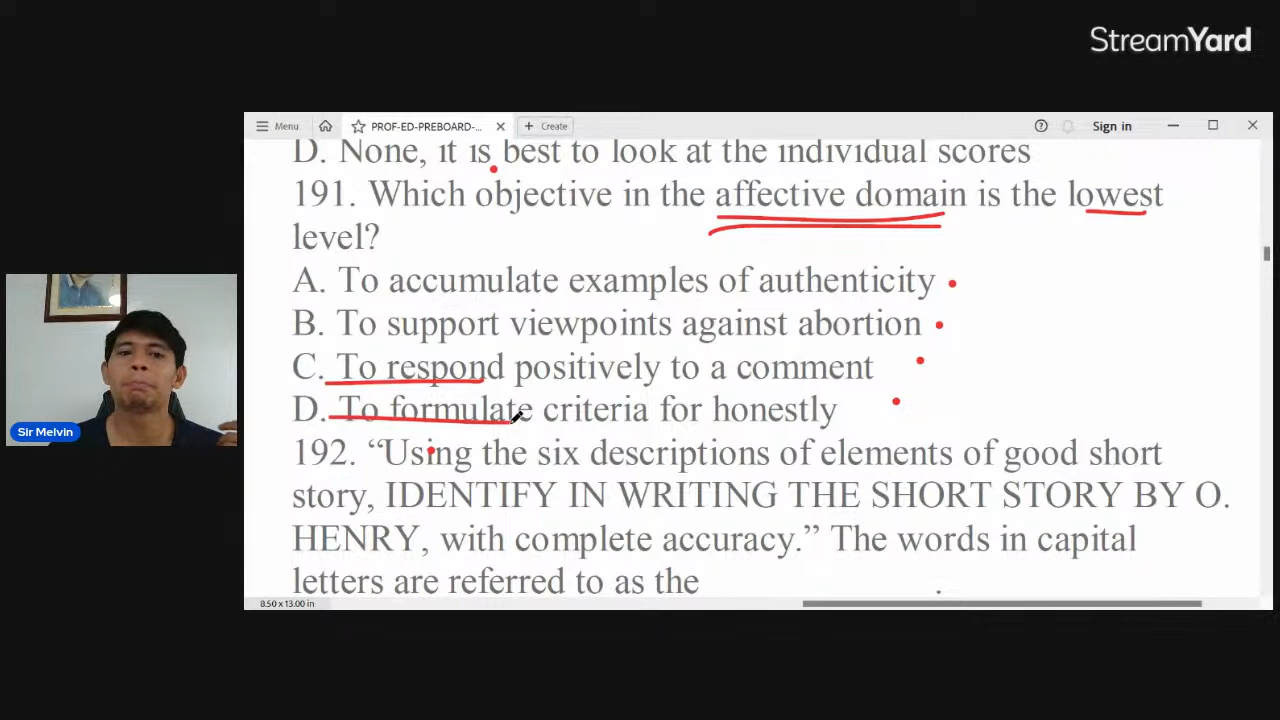 StreamYard
Menu
PROF-ED-PREBOARD-...
Create
Sign in
D. None, it is best to look at the individual scores
191. Which objective in the affective domain is the lowest
level?
A. To accumulate examples of authenticity
B. To support viewpoints against abortion
C. To respond positively to a comment
D. To formulate criteria for honestly
192. “Using the six descriptions of elements of good short
story, IDENTIFY IN WRITING THE SHORT STORY BY O.
HENRY, with complete accuracy.” The words in capital
letters are referred to as the .
8.50 x 13.00 in
Sir Melvin